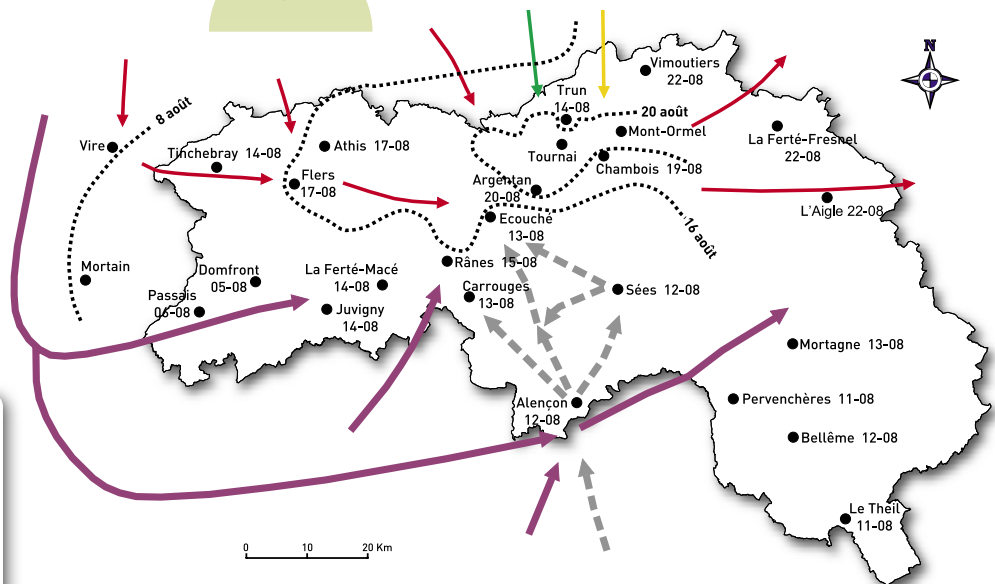 N
Vimoutiers
22-08
Trun
14-08
8 août
20 août
Mont-Ormel
La Ferté-Fresnel
22-08
Vire
Tinchebray 14-08
Athis 17-08
Tournai
Chambois 19-08
Flers
17-08
Argentan
20-08
L'Aigle 22-08
Ecouché
13-08
16 août
Mortain
Domfront
05-08
La Ferté-Macé
14-08
Rânes 15-08
Carrouges
13-08
Sées 12-08
Passais
06-08
Juvigny
14-08
Mortagne 13-08
Alençon
12-08
Pervenchères 11-08
Bellême 12-08
Le Theil
11-08
0 10 20 Km